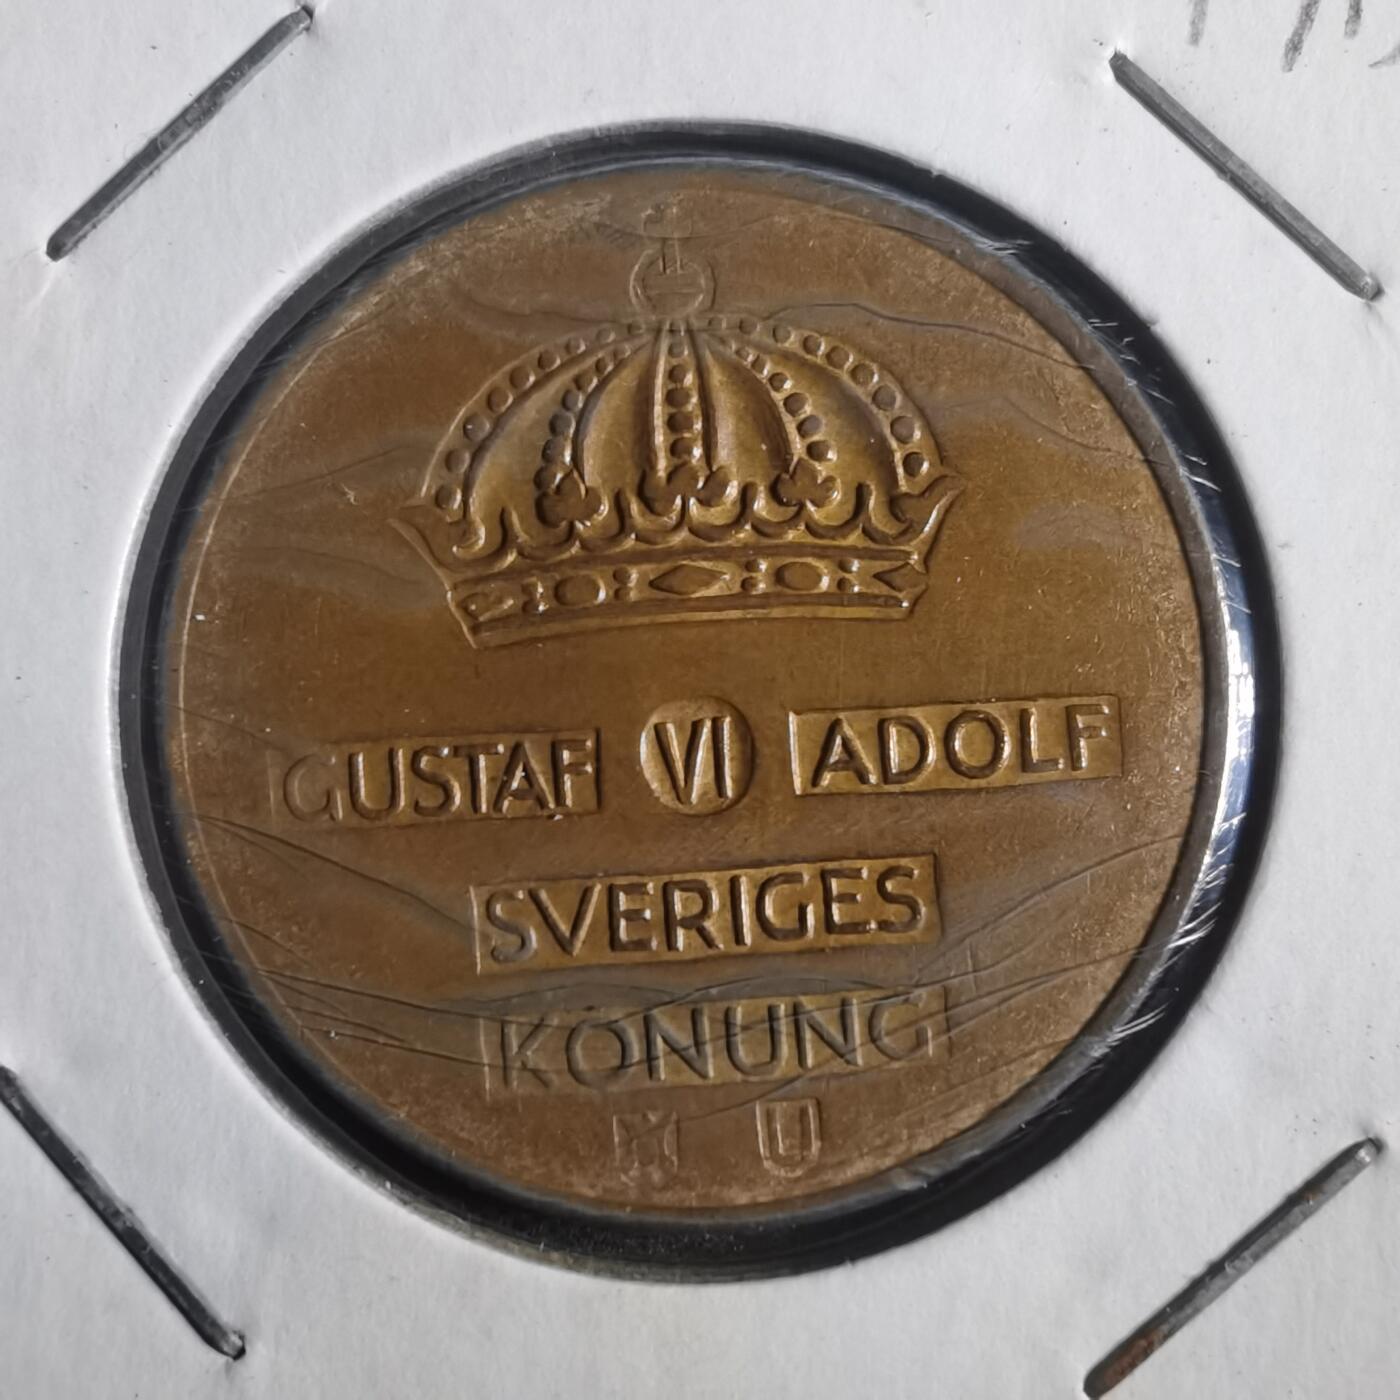 GUSTAF VI ADOLF
SVERIGES
KONUNG
U